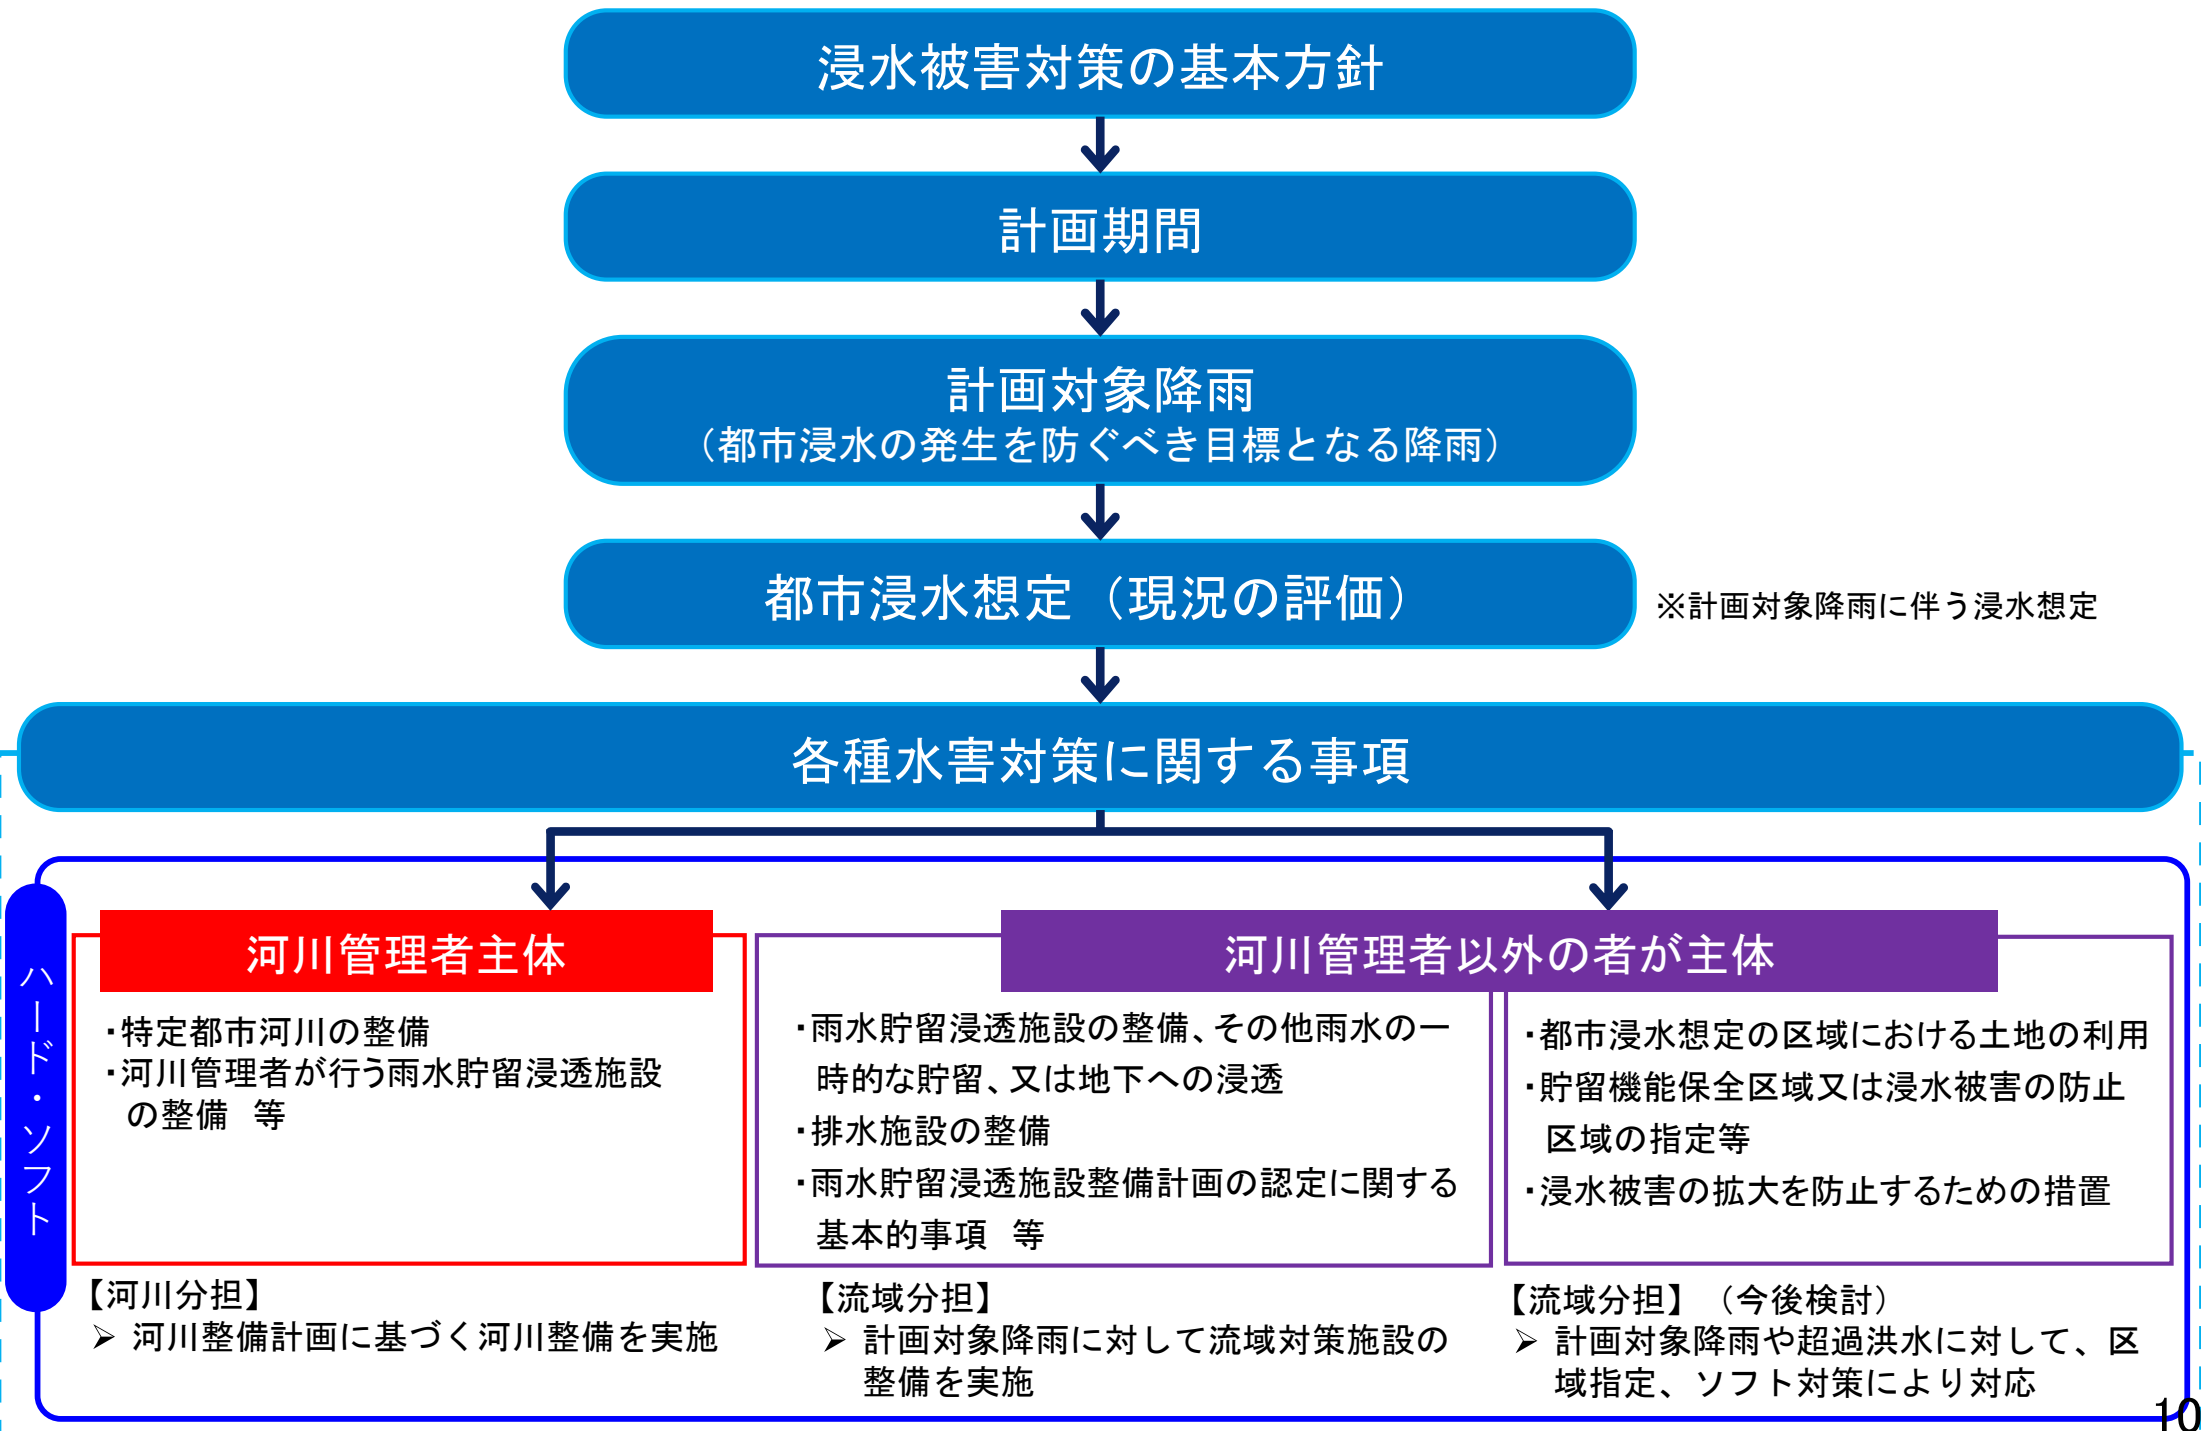 浸水被害対策の基本方針
計画期間
計画対象降雨
（都市浸水の発生を防ぐべき目標となる降雨）
都市浸水想定（現況の評価）
※計画対象降雨に伴う浸水想定
各種水害対策に関する事項
ハード・ソフト
河川管理者主体
・特定都市河川の整備
・河川管理者が行う雨水貯留浸透施設
の整備　等
【河川分担】
➢ 河川整備計画に基づく河川整備を実施
河川管理者以外の者が主体
・雨水貯留浸透施設の整備、その他雨水の一
時的な貯留、又は地下への浸透
・排水施設の整備
・雨水貯留浸透施設整備計画の認定に関する
基本的事項　等
【流域分担】
➢ 計画対象降雨に対して流域対策施設の
整備を実施
・都市浸水想定の区域における土地の利用
・貯留機能保全区域又は浸水被害の防止
区域の指定等
・浸水被害の拡大を防止するための措置
【流域分担】（今後検討）
➢ 計画対象降雨や超過洪水に対して、区
域指定、ソフト対策により対応
10